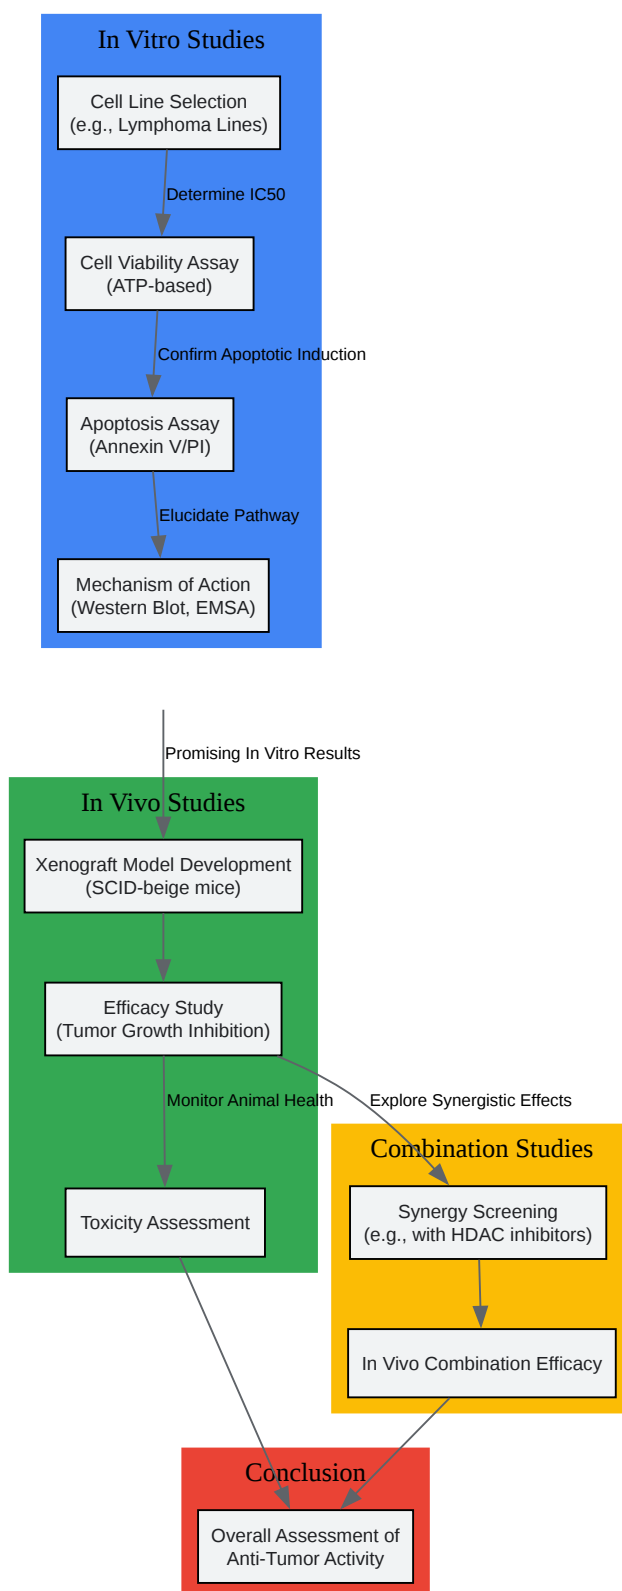 In Vitro Studies
Cell Line Selection
(e.g., Lymphoma Lines)
Determine IC50
Cell Viability Assay
(ATP-based)
Confirm Apoptotic Induction
Apoptosis Assay
(Annexin V/PI)
Elucidate Pathway
Mechanism of Action
(Western Blot, EMSA)
Promising In Vitro Results
In Vivo Studies
Xenograft Model Development
(SCID-beige mice)
Efficacy Study
(Tumor Growth Inhibition)
Monitor Animal Health
Explore Synergistic Effects
Combination Studies
Synergy Screening
(e.g., with HDAC inhibitors)
Toxicity Assessment
In Vivo Combination Efficacy
Conclusion
Overall Assessment of
Anti-Tumor Activity